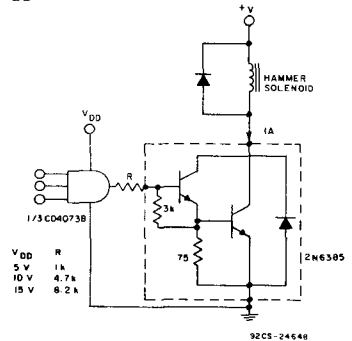 +V
HAMMER
SOLENOID
1A
VDD
R
3k
75
1/3 CD4073B
2N6385
VDD R
5 V 1k
10 V 4.7k
15 V 8.2k
92CS-24648